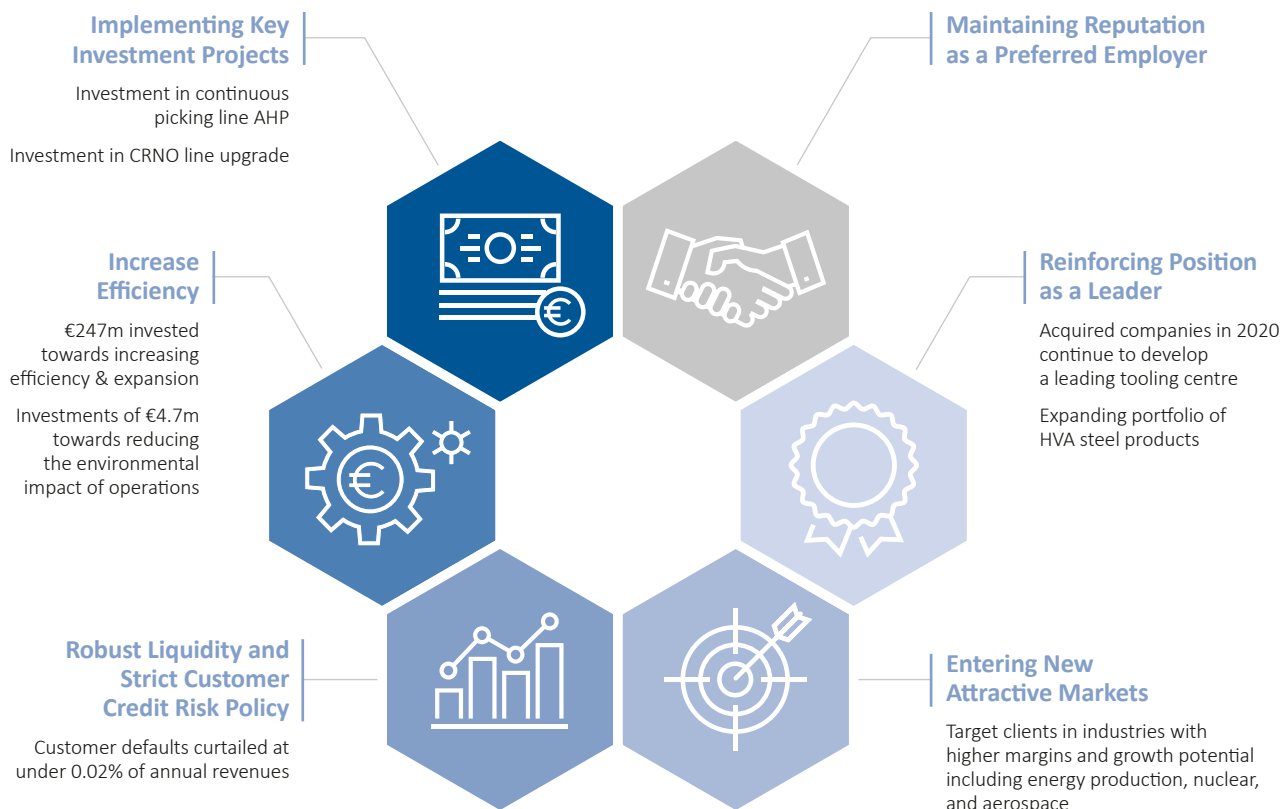 Implementing Key
Investment Projects
Investment in continuous
picking line AHP
Investment in CRNO line upgrade
Maintaining Reputation
as a Preferred Employer
Increase
Efficiency
€247m invested
towards increasing
efficiency & expansion
Investments of €4.7m
towards reducing
the environmental
impact of operations
Reinforcing Position
as a Leader
Acquired companies in 2020
continue to develop
a leading tooling centre
Expanding portfolio of
HVA steel products
Robust Liquidity and
Strict Customer
Credit Risk Policy
Customer defaults curtailed at
under 0.02% of annual revenues
Entering New
Attractive Markets
Target clients in industries with
higher margins and growth potential
including energy production, nuclear,
and aerospace